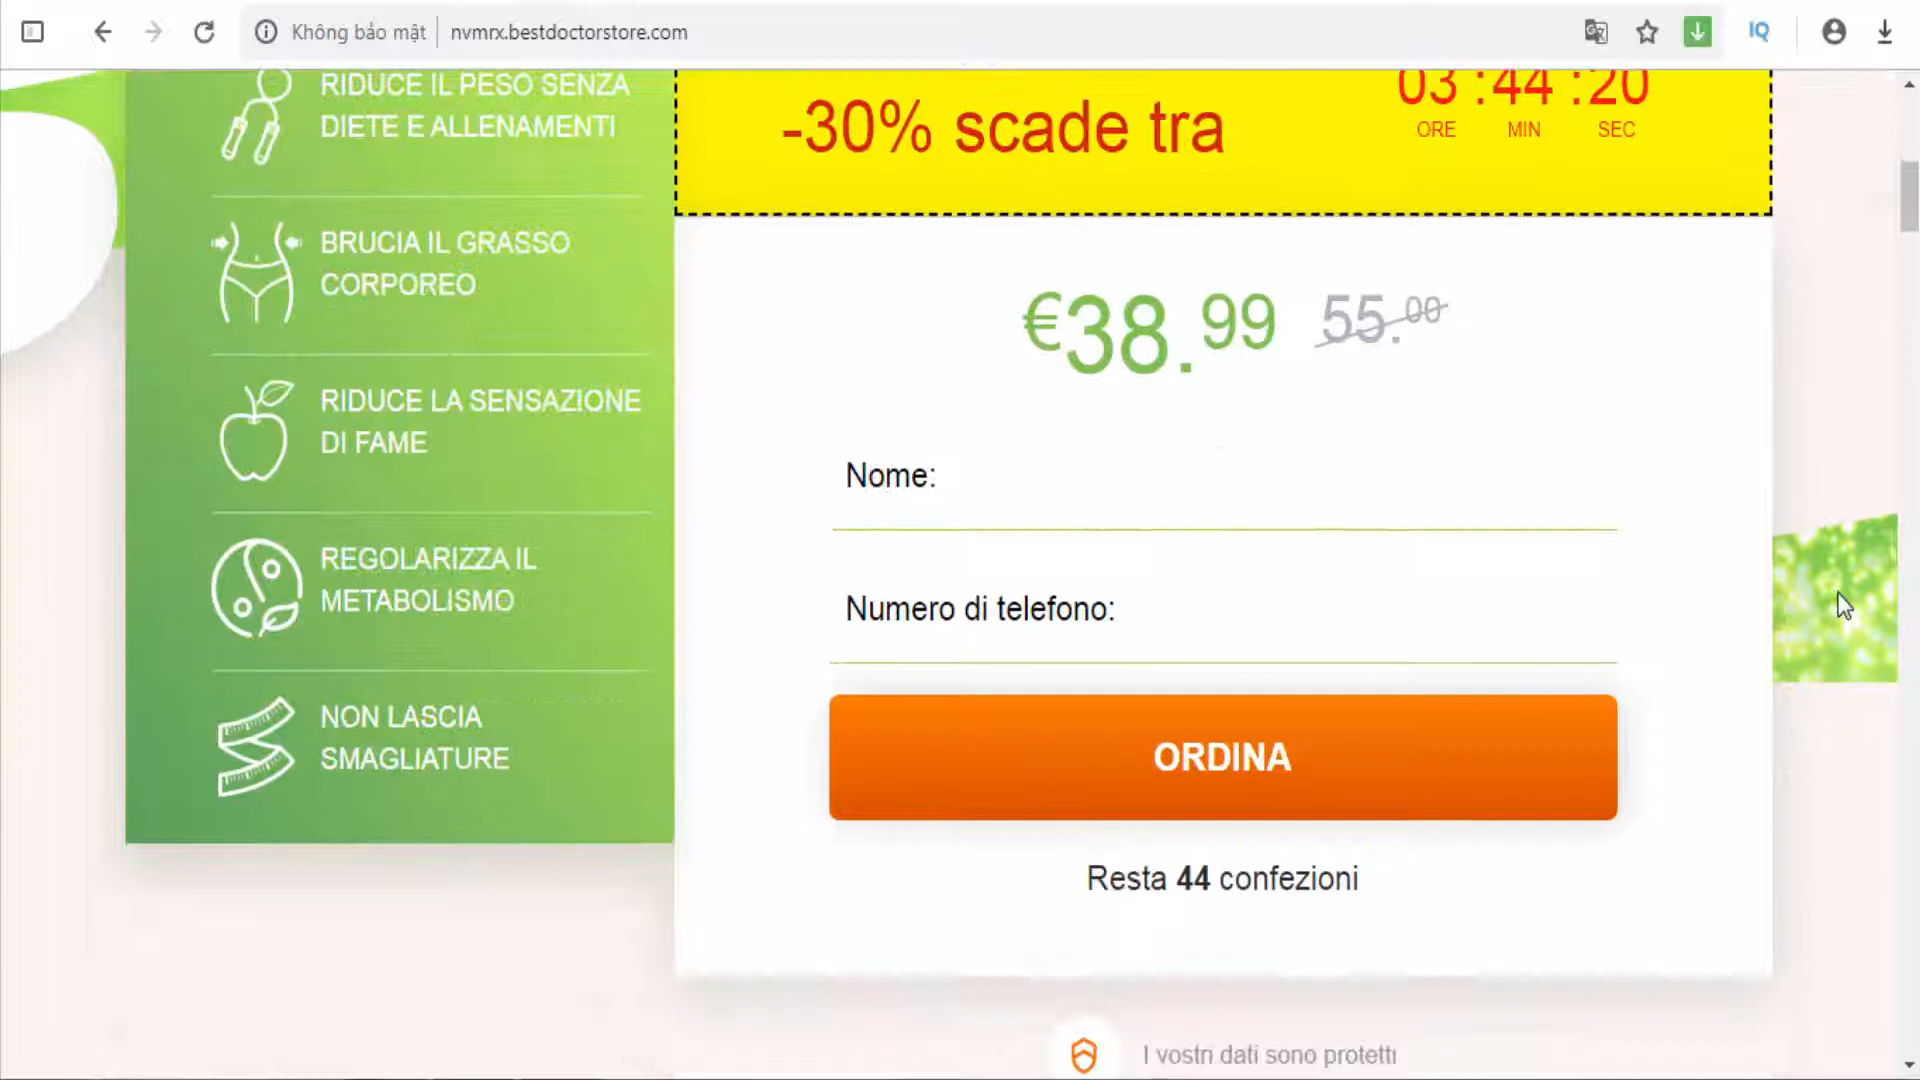 Không bảo mật
nvmrx.bestdoctorstore.com
IQ
RIDUCE IL PESO SENZA
DIETE E ALLENAMENTI
BRUCIA IL GRASSO
CORPOREO
RIDUCE LA SENSAZIONE
DI FAME
REGOLARIZZA IL
METABOLISMO
NON LASCIA
SMAGLIATURE
-30% scade tra
03 :44 :20
ORE MIN SEC
€38.99 55.00
Nome:
Numero di telefono:
ORDINA
Resta 44 confezioni
I vostri dati sono protetti